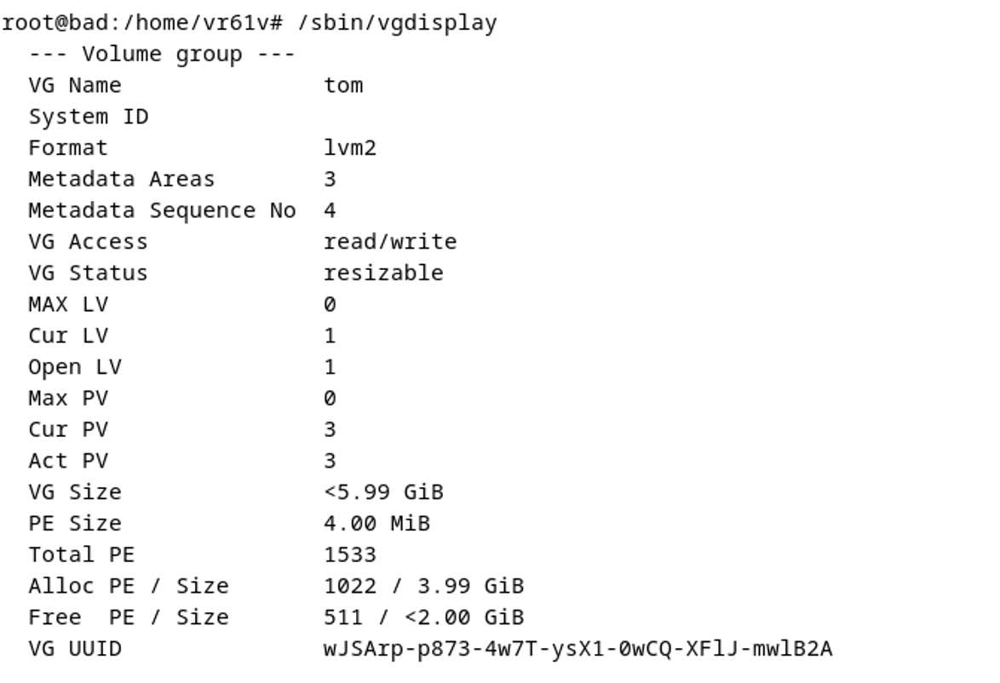 root@bad:/home/vr61v# /sbin/vgdisplay
--- Volume group ---
VG Name tom
System ID
Format lvm2
Metadata Areas 3
Metadata Sequence No 4
VG Access read/write
VG Status resizable
MAX LV 0
Cur LV 1
Open LV 1
Max PV 0
Cur PV 3
Act PV 3
VG Size <5.99 GiB
PE Size 4.00 MiB
Total PE 1533
Alloc PE / Size 1022 / 3.99 GiB
Free  PE / Size 511 / <2.00 GiB
VG UUID wJSArp-p873-4w7T-ysX1-0wCQ-XFlJ-mwlB2A